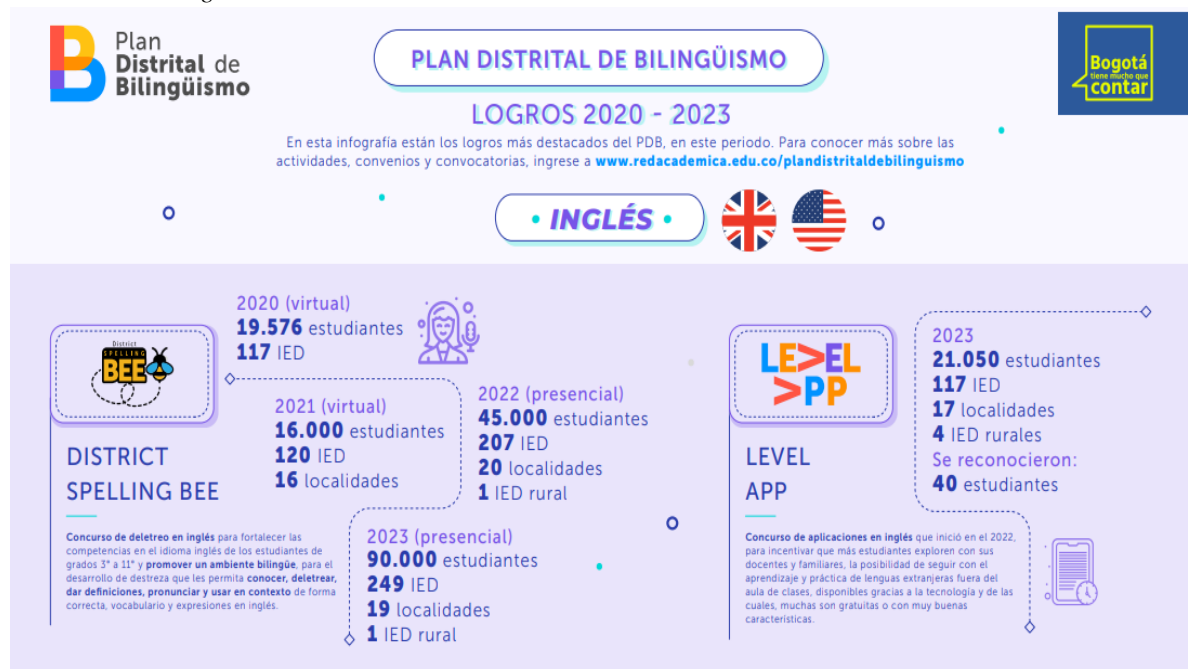 Plan
Distrital de
Bilingüismo
PLAN DISTRITAL DE BILINGÜISMO
Bogotá
tiene mucho que
contar
LOGROS 2020 - 2023
En esta infografía están los logros más destacados del PDB, en este periodo. Para conocer más sobre las
actividades, convenios y convocatorias, ingrese a www.redacademica.edu.co/plandistritaldebilinguismo
• INGLÉS •
District
SPELLING
BEE
DISTRICT
SPELLING BEE
Concurso de deletreo en inglés para fortalecer las
competencias en el idioma inglés de los estudiantes de
grados 3° a 11° y promover un ambiente bilingüe, para el
desarrollo de destreza que les permita conocer, deletrear,
dar definiciones, pronunciar y usar en contexto de forma
correcta, vocabulario y expresiones en inglés.
2020 (virtual)
19.576 estudiantes
117 IED
2021 (virtual)
16.000 estudiantes
120 IED
16 localidades
2022 (presencial)
45.000 estudiantes
207 IED
20 localidades
1 IED rural
2023 (presencial)
90.000 estudiantes
249 IED
19 localidades
1 IED rural
LE>EL
>PP
LEVEL
APP
Concurso de aplicaciones en inglés que inició en el 2022,
para incentivar que más estudiantes exploren con sus
docentes y familiares, la posibilidad de seguir con el
aprendizaje y práctica de lenguas extranjeras fuera del
aula de clases, disponibles gracias a la tecnología y de las
cuales, muchas son gratuitas o con muy buenas
características.
2023
21.050 estudiantes
117 IED
17 localidades
4 IED rurales
Se reconocieron:
40 estudiantes